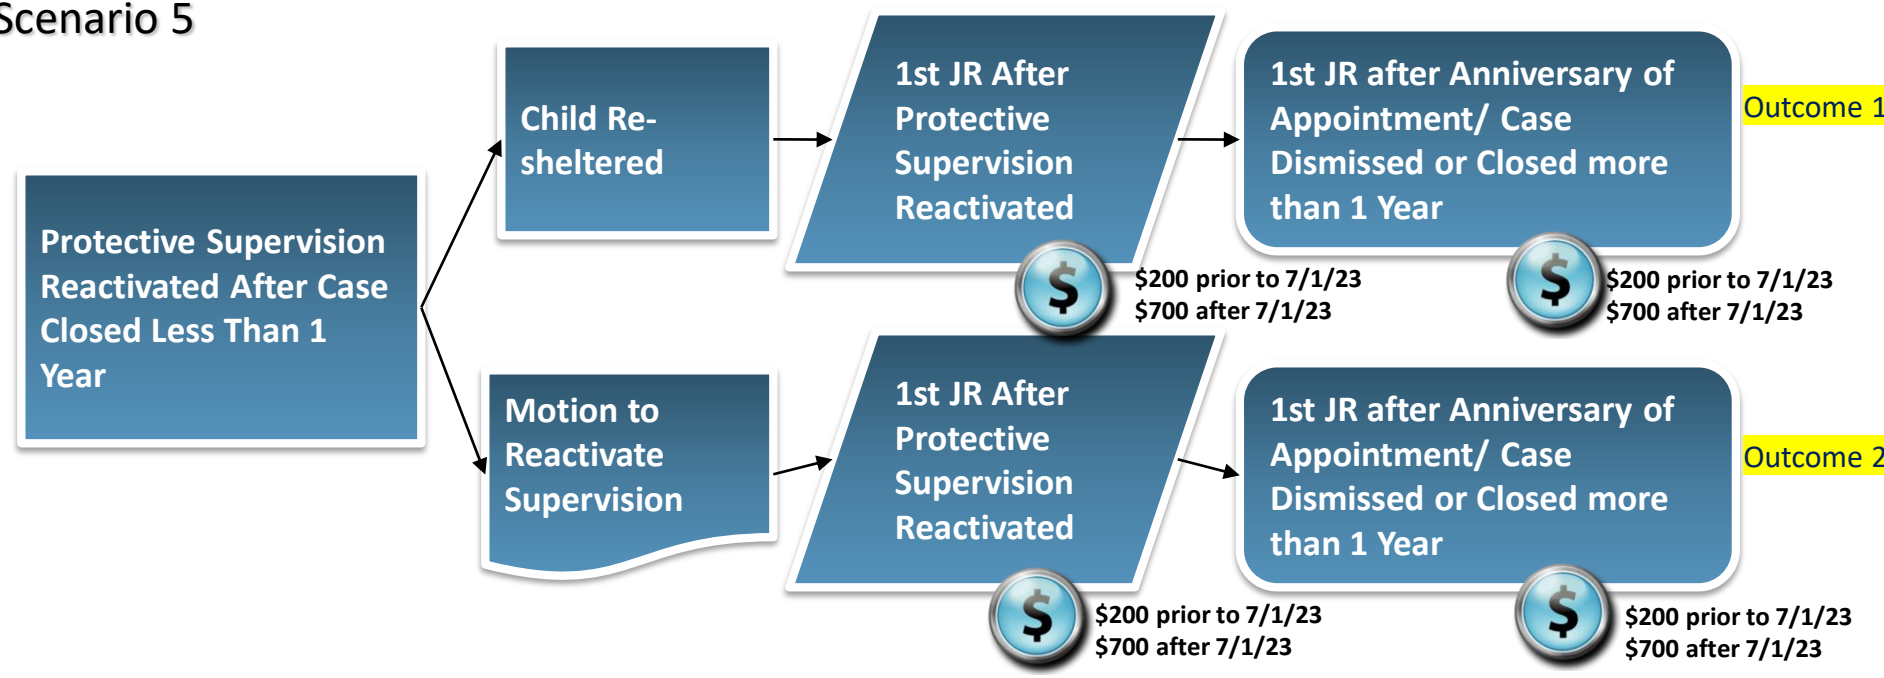 Scenario 5
Protective Supervision
Reactivated After Case
Closed Less Than 1
Year
Child Re-
sheltered
1st JR After
Protective
Supervision
Reactivated
$
$200 prior to 7/1/23
$700 after 7/1/23
1st JR after Anniversary of
Appointment/ Case
Dismissed or Closed more
than 1 Year
$
$200 prior to 7/1/23
$700 after 7/1/23
Outcome 1
Motion to
Reactivate
Supervision
1st JR After
Protective
Supervision
Reactivated
$
$200 prior to 7/1/23
$700 after 7/1/23
1st JR after Anniversary of
Appointment/ Case
Dismissed or Closed more
than 1 Year
$
$200 prior to 7/1/23
$700 after 7/1/23
Outcome 2